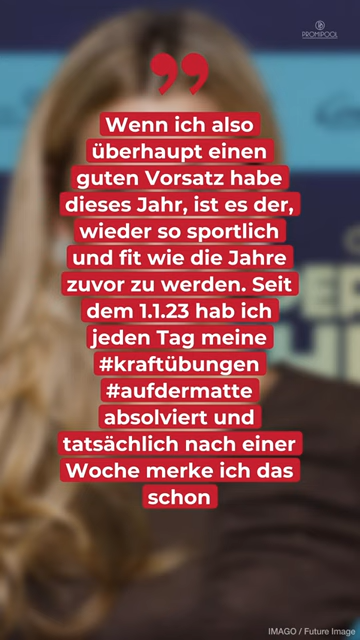 PROMIPOOL
Wenn ich also
überhaupt einen
guten Vorsatz habe
dieses Jahr, ist es der,
wieder so sportlich
und fit wie die Jahre
zuvor zu werden. Seit
dem 1.1.23 hab ich
jeden Tag meine
#kraftübungen
#aufdermatte
absolviert und
tatsächlich nach einer
Woche merke ich das
schon
IMAGO / Future Image